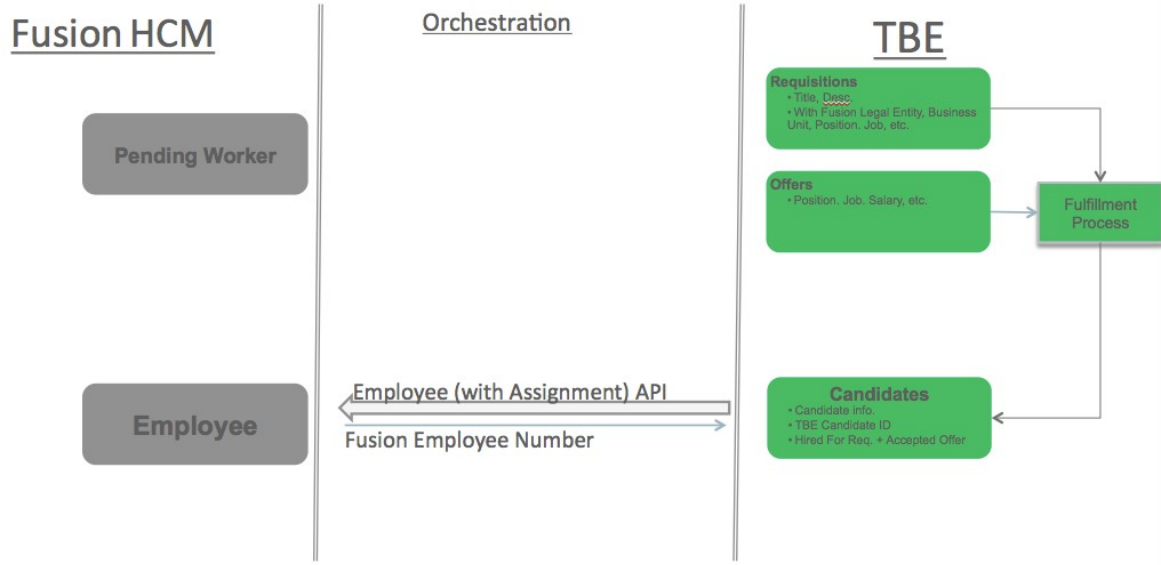 Fusion HCM
Orchestration
TBE
Pending Worker
Requisitions
• Title, Desc.
• With Fusion Legal Entity, Business
Unit, Position. Job, etc.
Offers
• Position. Job. Salary, etc.
Fulfillment
Process
Employee
Employee (with Assignment) API
Fusion Employee Number
Candidates
• Candidate info.
• TBE Candidate ID
• Hired For Req. + Accepted Offer